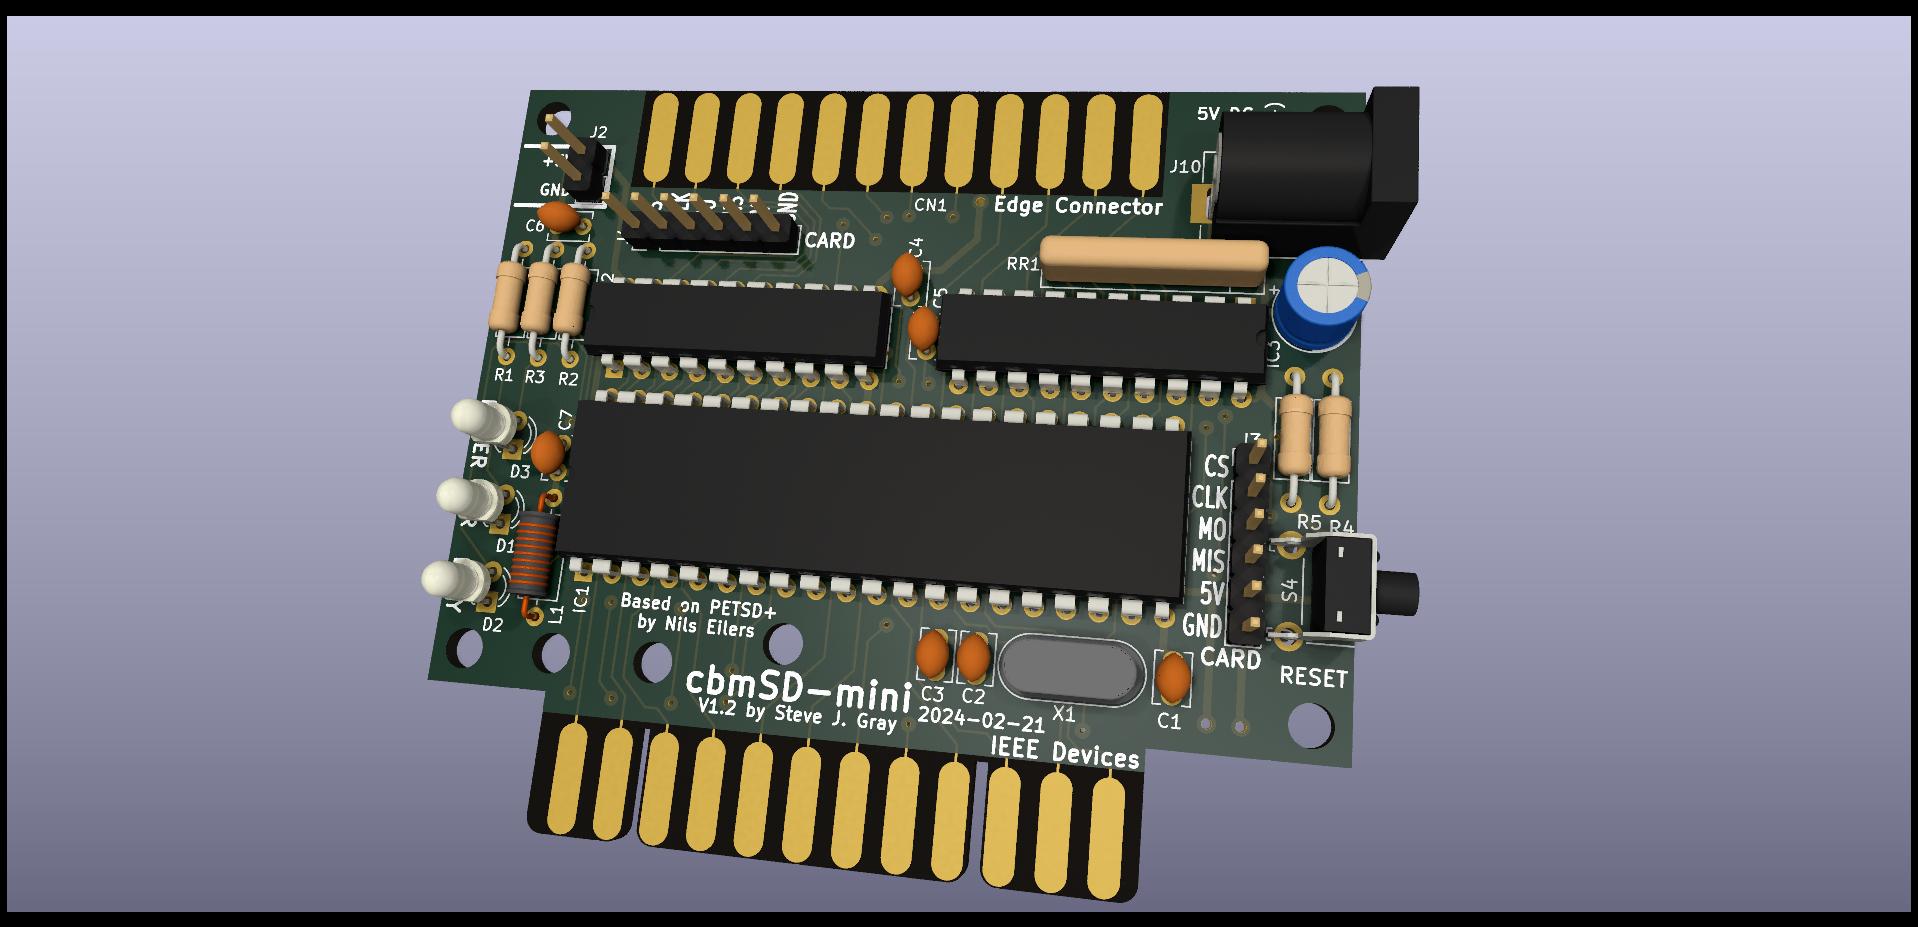 J2
5V DC
J10
GND
CN1
Edge Connector
C6
CARD
C4
RR1
+
C5
C3
R1
R3
R2
C7
J3
CS
CLK
MO
MIS
5V
GND
CARD
D3
D1
D2
L1
IC1
R5
R4
S4
RESET
Based on PETSD+
by Nils Eilers
cbmSD-mini
V1.2 by Steve J. Gray
2024-02-21
C3
C2
X1
C1
IEEE Devices